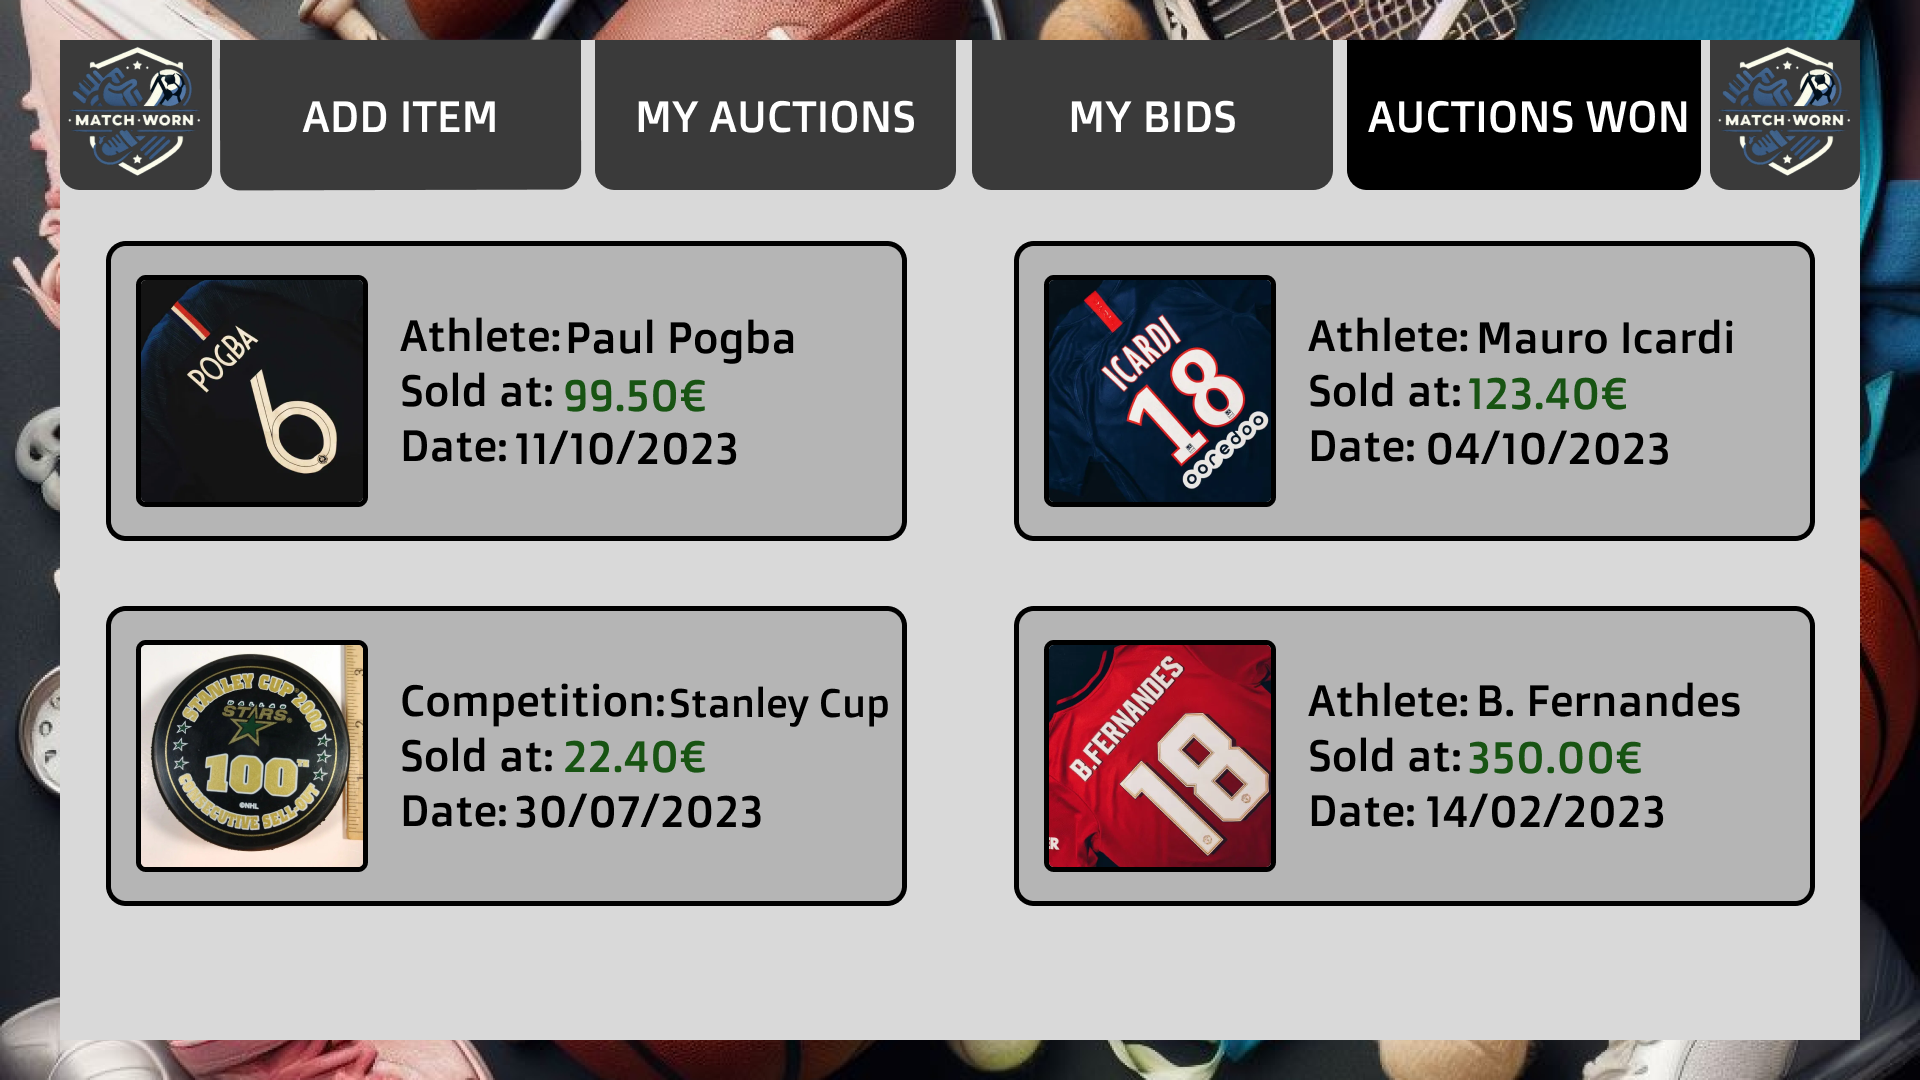 MATCH·WORN
ADD ITEM
MY AUCTIONS
MY BIDS
AUCTIONS WON
MATCH·WORN
POGBA
6
Athlete: Paul Pogba
Sold at: 99.50€
Date: 11/10/2023
ICARDI
18
ooredoo
Athlete: Mauro Icardi
Sold at: 123.40€
Date: 04/10/2023
STANLEY CUP 2000
DALLAS
STARS
100TH
©NHL
CONSECUTIVE SELL-OUT
Competition: Stanley Cup
Sold at: 22.40€
Date: 30/07/2023
B.FERNANDES
18
Athlete: B. Fernandes
Sold at: 350.00€
Date: 14/02/2023